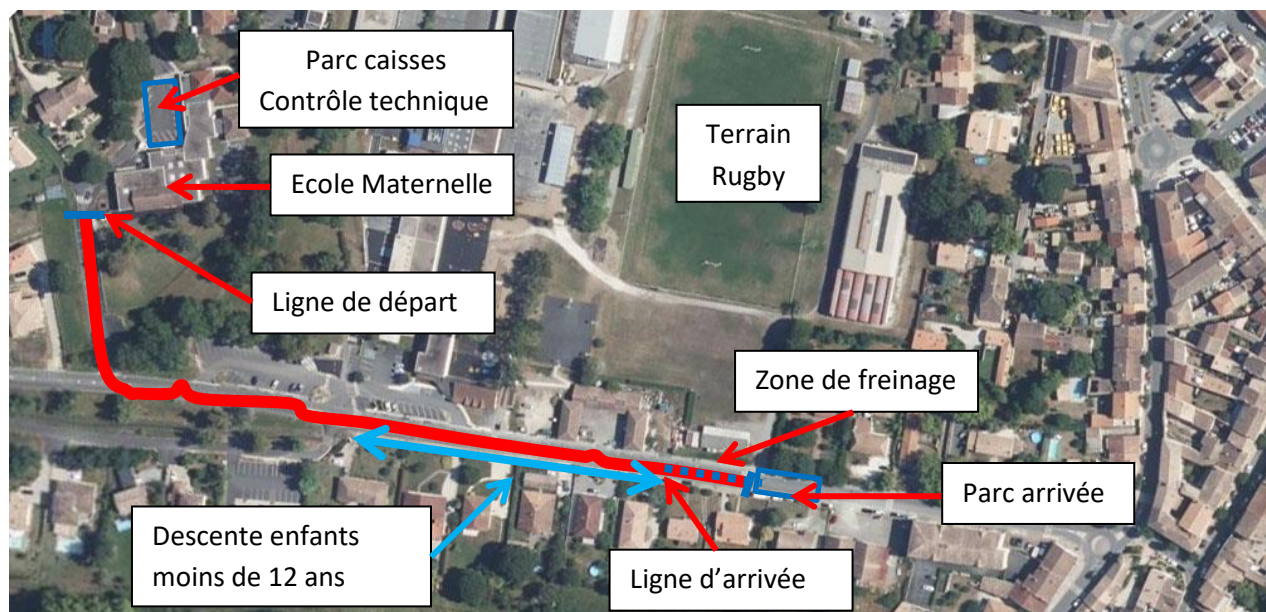 Parc caisses
Contrôle technique
Terrain
Rugby
Ecole Maternelle
Ligne de départ
Zone de freinage
Parc arrivée
Descente enfants
moins de 12 ans
Ligne d’arrivée